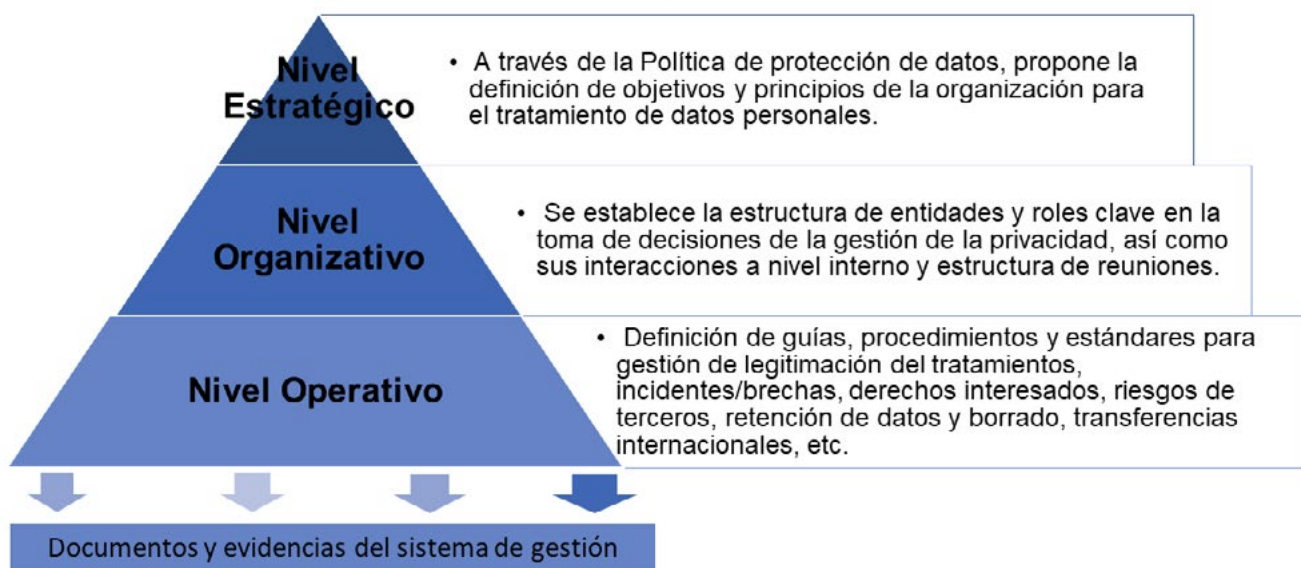 Nivel
Estratégico
• A través de la Política de protección de datos, propone la
definición de objetivos y principios de la organización para
el tratamiento de datos personales.
Nivel
Organizativo
• Se establece la estructura de entidades y roles clave en la
toma de decisiones de la gestión de la privacidad, así como
sus interacciones a nivel interno y estructura de reuniones.
Nivel Operativo
• Definición de guías, procedimientos y estándares para
gestión de legitimación del tratamientos,
incidentes/brechas, derechos interesados, riesgos de
terceros, retención de datos y borrado, transferencias
internacionales, etc.
Documentos y evidencias del sistema de gestión